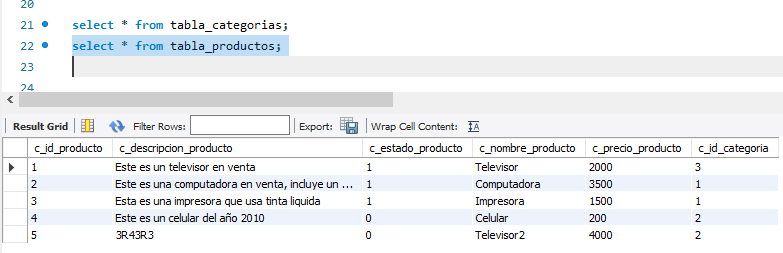 20
21 select * from tabla_categorias;
22 select * from tabla_productos;
23
24
Result Grid Filter Rows: Export: Wrap Cell Content:
c_id_producto c_descripcion_producto c_estado_producto c_nombre_producto c_precio_producto c_id_categoria
1 Este es un televisor en venta 1 Televisor 2000 3
2 Este es una computadora en venta, incluye un ... 1 Computadora 3500 1
3 Esta es una impresora que usa tinta liquida 1 Impresora 1500 1
4 Este es un celular del año 2010 0 Celular 200 2
5 3R43R3 0 Televisor2 4000 2